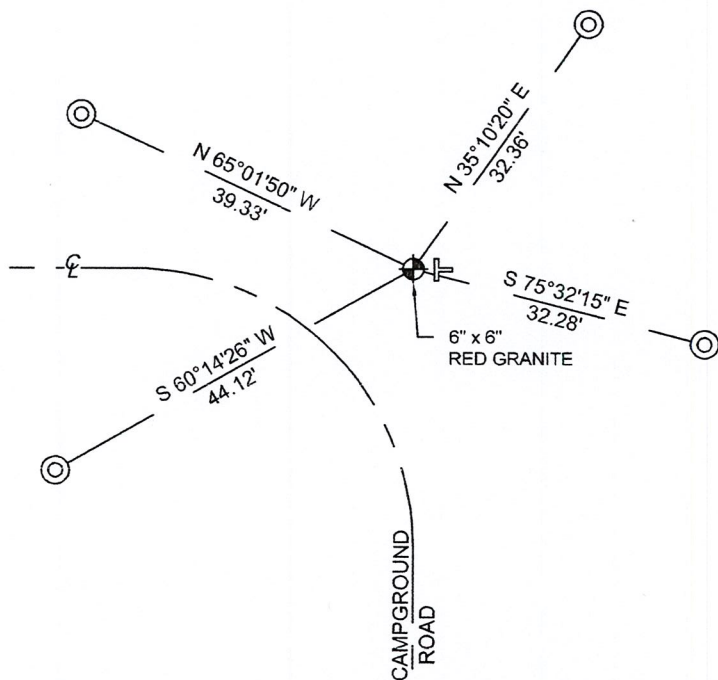 N 35°10'20" E
32.36'
N 65°01'50" W
39.33'
℄
S 75°32'15" E
32.28'
6" x 6"
RED GRANITE
S 60°14'26" W
44.12'
CAMPGROUND
ROAD